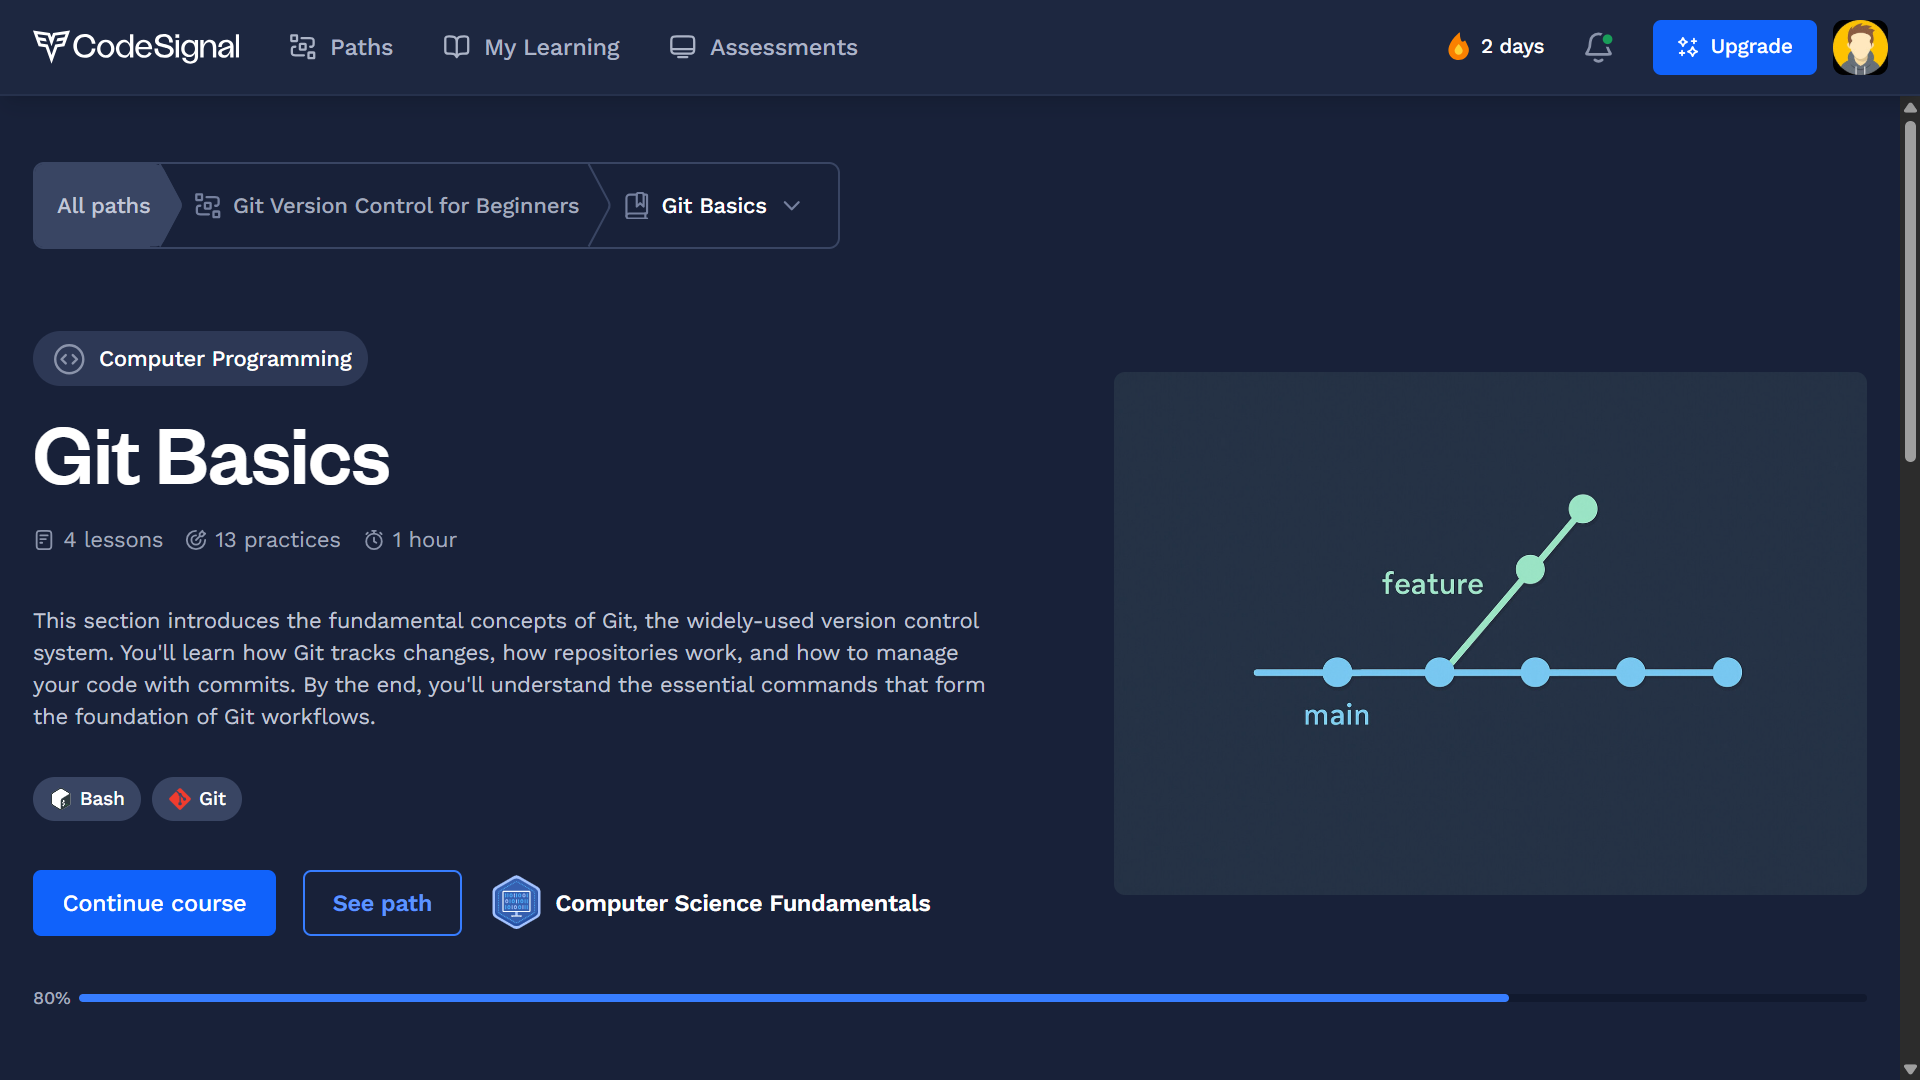 CodeSignal
Paths
My Learning
Assessments
2 days
Upgrade
All paths
Git Version Control for Beginners
Git Basics
Computer Programming
Git Basics
4 lessons
13 practices
1 hour
This section introduces the fundamental concepts of Git, the widely-used version control
system. You'll learn how Git tracks changes, how repositories work, and how to manage
your code with commits. By the end, you'll understand the essential commands that form
the foundation of Git workflows.
Bash
Git
Continue course
See path
Computer Science Fundamentals
80%
feature
main